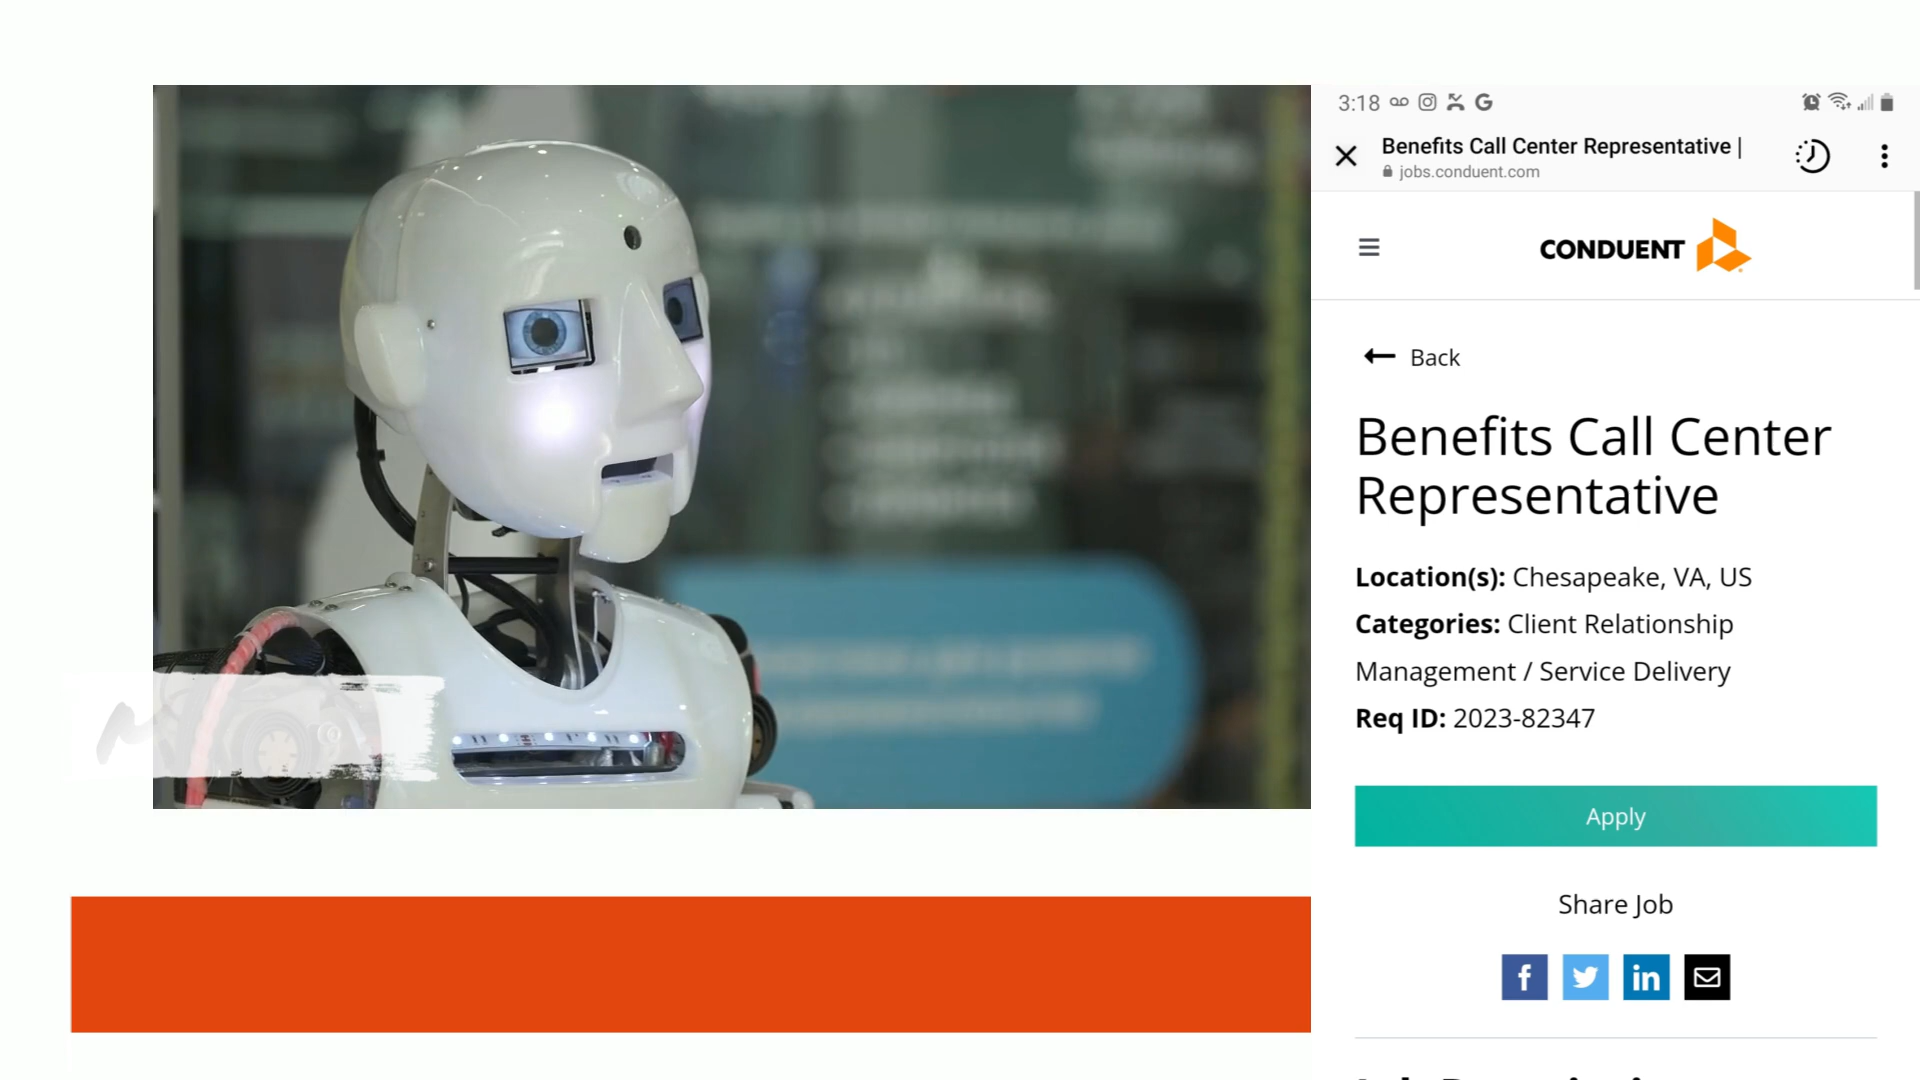 3:18
Benefits Call Center Representative |
jobs.conduent.com
CONDUENT
Back
Benefits Call Center
Representative
Location(s): Chesapeake, VA, US
Categories: Client Relationship
Management / Service Delivery
Req ID: 2023-82347
Apply
Share Job